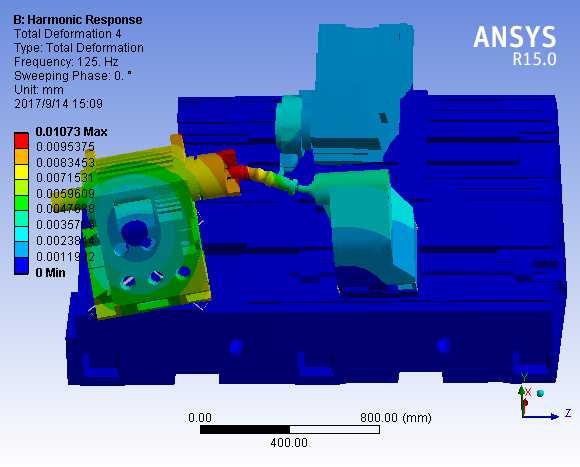 B: Harmonic Response
Total Deformation 4
Type: Total Deformation
Frequency: 125. Hz
Sweeping Phase: 0. °
Unit: mm
2017/9/14 15:09
ANSYS
R15.0
0.01073 Max
0.0095375
0.0083453
0.0071531
0.0059609
0.0047688
0.0035766
0.0023844
0.0011922
0 Min
0.00
800.00 (mm)
400.00
Y
X
Z